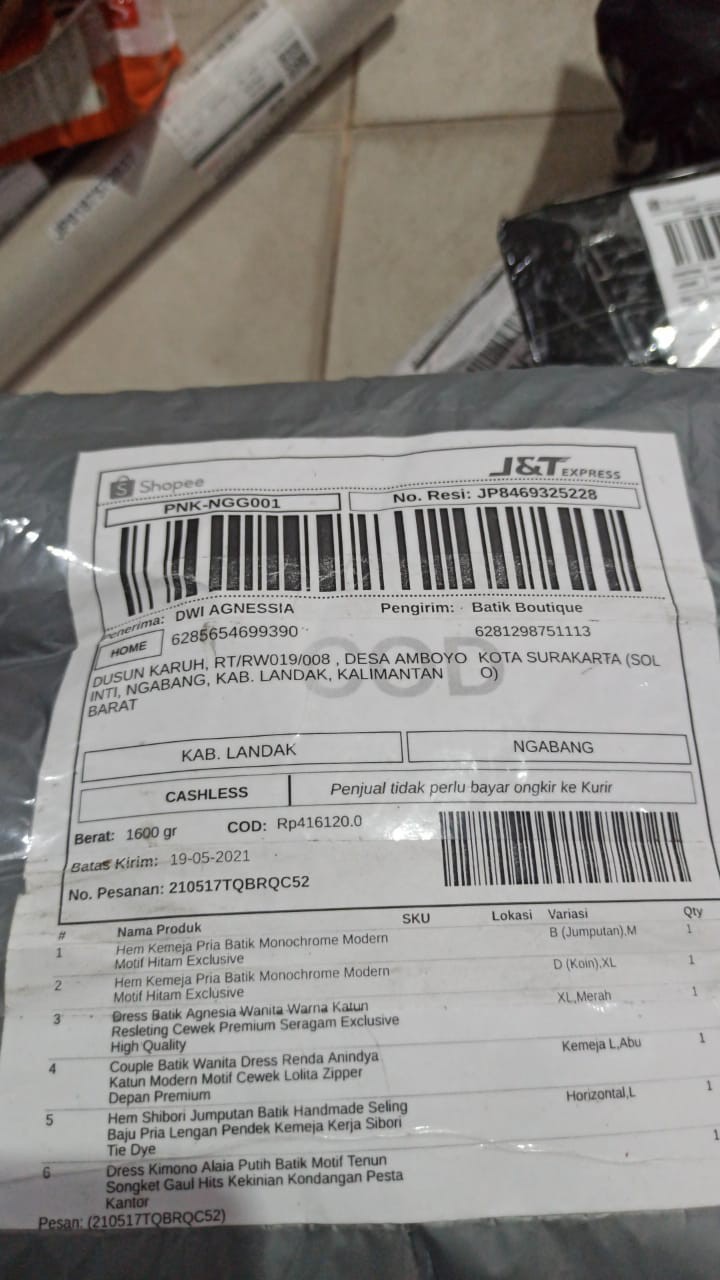 Shopee
J&T EXPRESS
PNK-NGG001
No. Resi: JP8469325228
Penerima: DWI AGNESSIA
Pengirim: Batik Boutique
HOME
6285654699390
6281298751113
COD
DUSUN KARUH, RT/RW019/008 , DESA AMBOYO
INTI, NGABANG, KAB. LANDAK, KALIMANTAN
BARAT
KOTA SURAKARTA (SOL
O)
KAB. LANDAK
NGABANG
CASHLESS
Penjual tidak perlu bayar ongkir ke Kurir
Berat: 1600 gr
COD: Rp416120.0
Batas Kirim: 19-05-2021
No. Pesanan: 210517TQBRQC52
# Nama Produk SKU Lokasi Variasi Qty
1 Hem Kemeja Pria Batik Monochrome Modern B (Jumputan),M 1
Motif Hitam Exclusive
2 Hem Kemeja Pria Batik Monochrome Modern D (Koin),XL 1
Motif Hitam Exclusive
3 Dress Batik Agnesia Wanita Warna Katun XL,Merah 1
Resleting Cewek Premium Seragam Exclusive
High Quality
4 Couple Batik Wanita Dress Renda Anindya Kemeja L,Abu 1
Katun Modern Motif Cewek Lolita Zipper
Depan Premium
5 Hem Shibori Jumputan Batik Handmade Seling Horizontal,L 1
Baju Pria Lengan Pendek Kemeja Kerja Sibori
Tie Dye
6 Dress Kimono Alaia Putih Batik Motif Tenun 1
Songket Gaul Hits Kekinian Kondangan Pesta
Kantor
Pesan: (210517TQBRQC52)